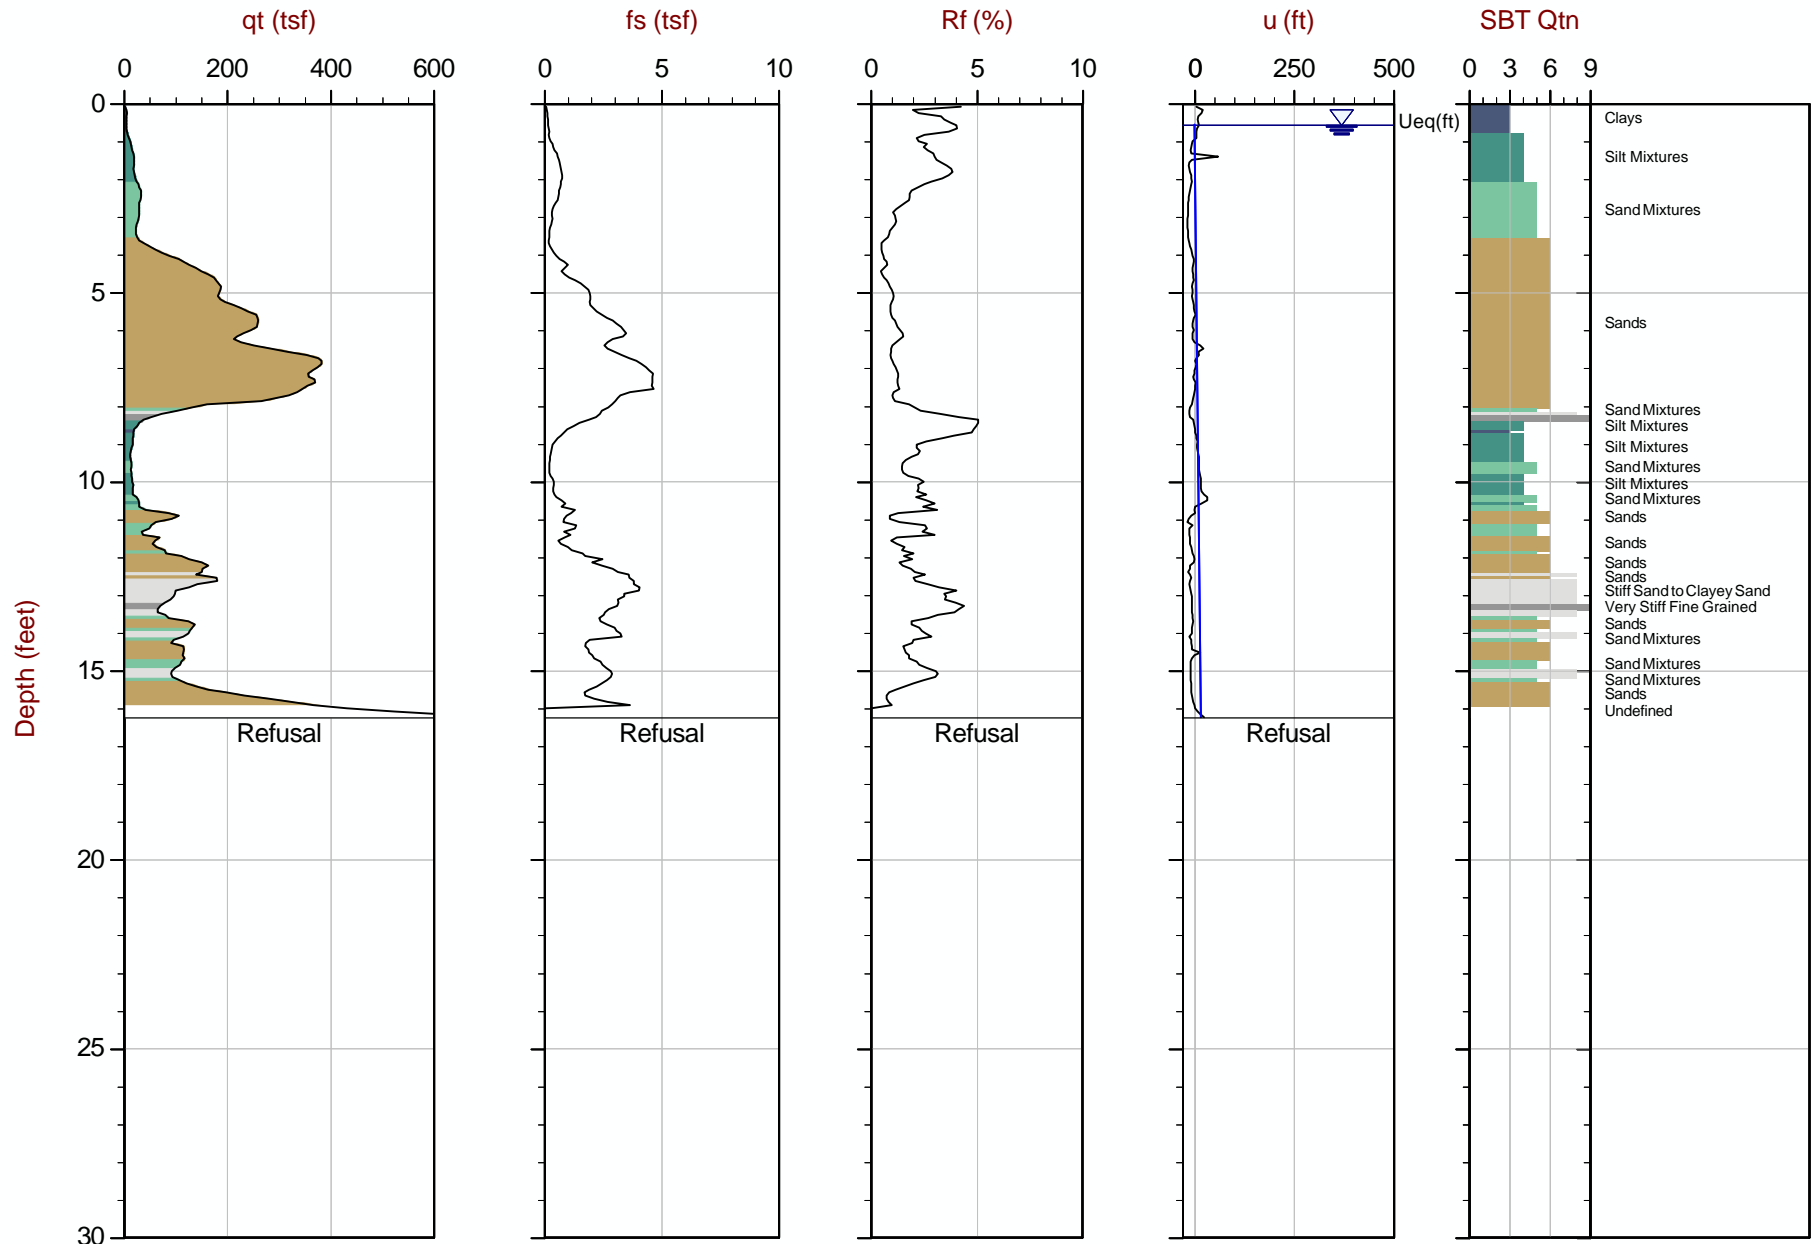 qt (tsf) fs (tsf) Rf (%) u (ft) SBT Qtn
0 200 400 600 0 5 10 0 5 10 0 250 500 0 3 6 9
0
5
10
15
20
25
30
Depth (feet)
Ueq(ft)
Clays
Silt Mixtures
Sand Mixtures
Sands
Sand Mixtures
Silt Mixtures
Silt Mixtures
Sand Mixtures
Silt Mixtures
Sand Mixtures
Sands
Sands
Sands
Sands
Stiff Sand to Clayey Sand
Very Stiff Fine Grained
Sands
Sand Mixtures
Sand Mixtures
Sand Mixtures
Sands
Undefined
Refusal Refusal Refusal Refusal